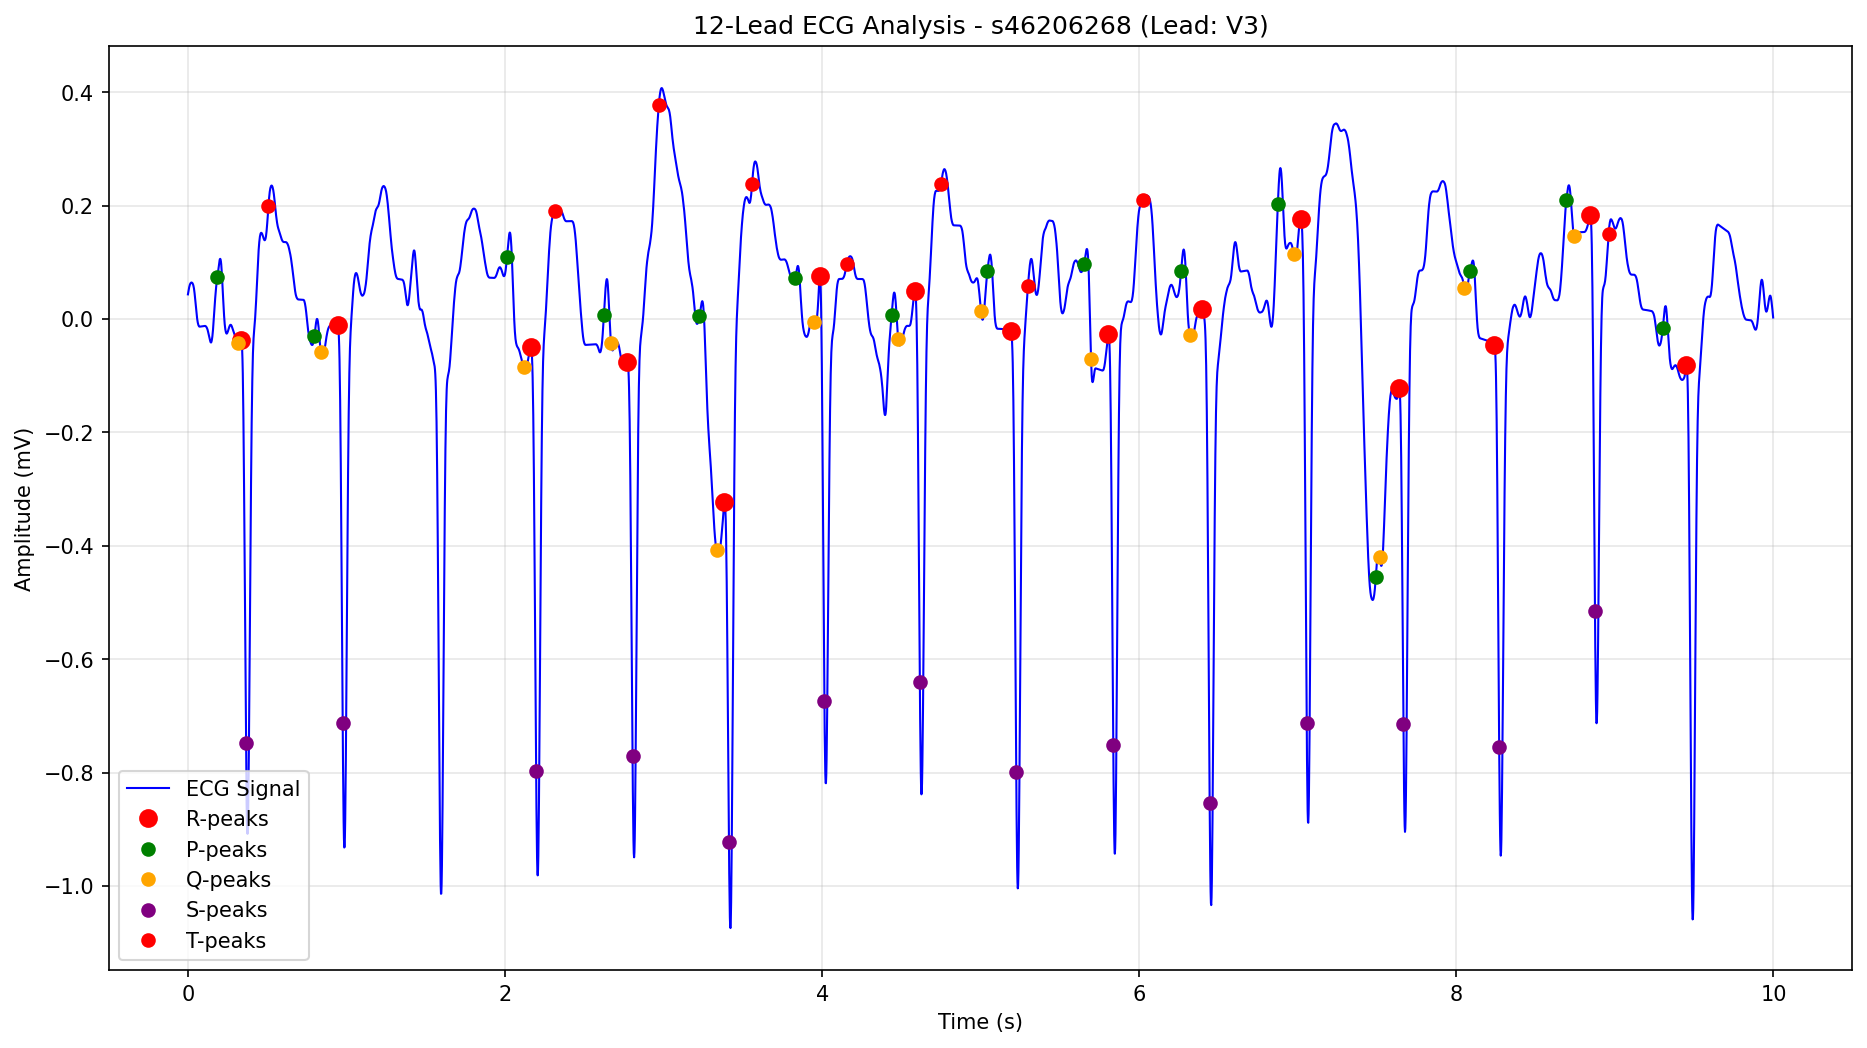 12-Lead ECG Analysis - s46206268 (Lead: V3)
Amplitude (mV)
0.4
0.2
0.0
−0.2
−0.4
−0.6
−0.8
−1.0
ECG Signal
R-peaks
P-peaks
Q-peaks
S-peaks
T-peaks
0 2 4 6 8 10
Time (s)